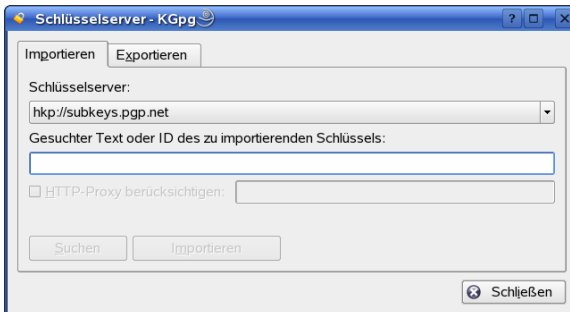 Schlüsselserver - KGpg
Importieren Exportieren
Schlüsselserver:
hkp://subkeys.pgp.net
Gesuchter Text oder ID des zu importierenden Schlüssels:
HTTP-Proxy berücksichtigen:
Suchen Importieren
Schließen